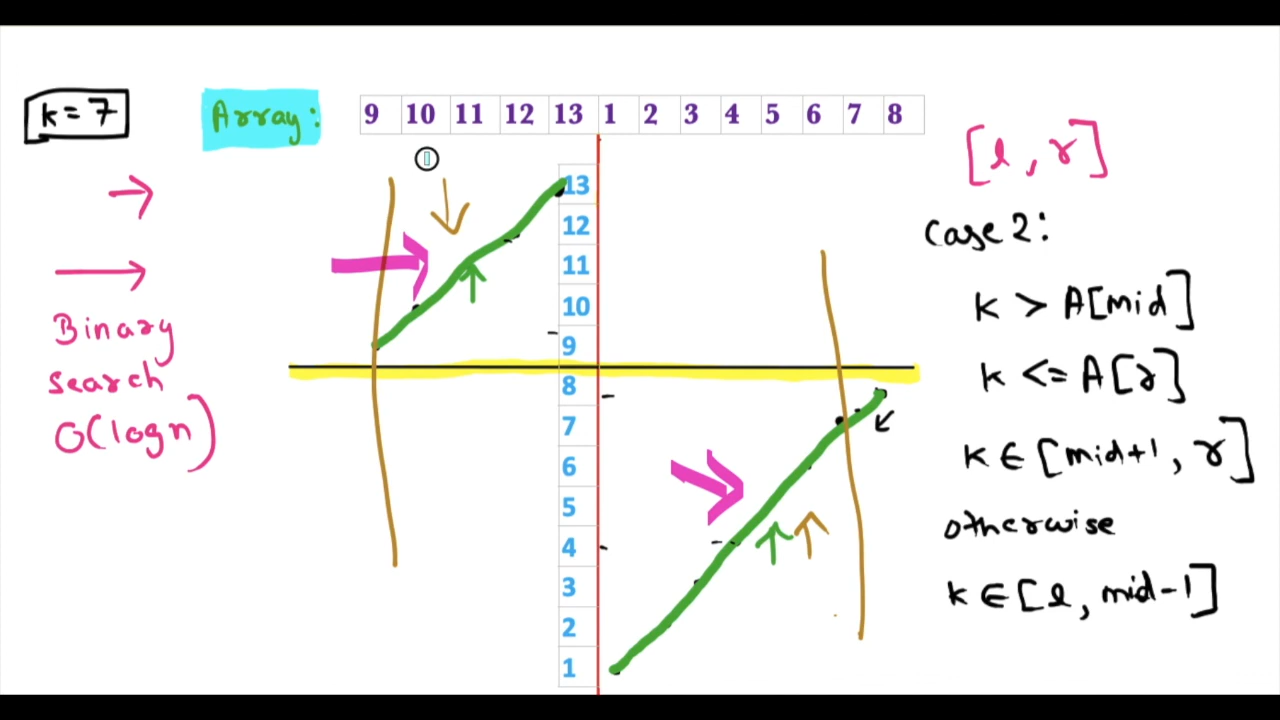 k = 7
Array:
9 10 11 12 13 1 2 3 4 5 6 7 8
13
12
11
10
9
8
7
6
5
4
3
2
1
Binary
search
O(logn)
[l, r]
Case 2:
k > A[mid]
k <= A[r]
k ∈ [mid+1, r]
otherwise
k ∈ [l, mid-1]